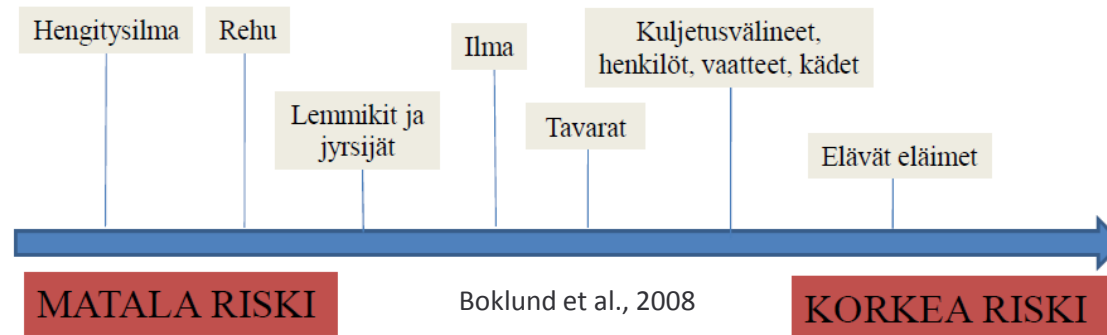 Hengitysilma
Rehu
Lemmikit ja
jyrsijät
Ilma
Tavarat
Kuljetusvälineet,
henkilöt, vaatteet, kädet
Elävät eläimet
MATALA RISKI
Boklund et al., 2008
KORKEA RISKI